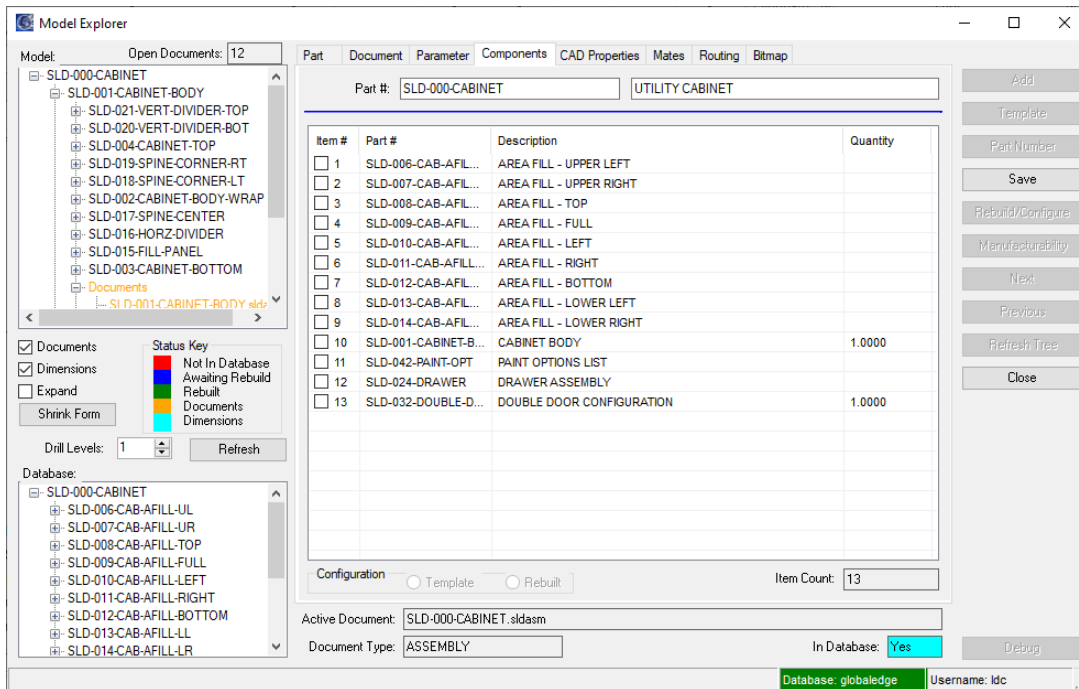 Model Explorer
Model:
Open Documents: 12
SLD-000-CABINET
SLD-001-CABINET-BODY
SLD-021-VERT-DIVIDER-TOP
SLD-020-VERT-DIVIDER-BOT
SLD-004-CABINET-TOP
SLD-019-SPINE-CORNER-RT
SLD-018-SPINE-CORNER-LT
SLD-002-CABINET-BODY-WRAP
SLD-017-SPINE-CENTER
SLD-016-HORZ-DIVIDER
SLD-015-FILL-PANEL
SLD-003-CABINET-BOTTOM
Documents
SLD-001-CABINET-BODY.slda
Documents
Dimensions
Expand
Shrink Form
Status Key
Not In Database
Awaiting Rebuild
Rebuilt
Documents
Dimensions
Drill Levels: 1
Refresh
Database:
SLD-000-CABINET
SLD-006-CAB-AFILL-UL
SLD-007-CAB-AFILL-UR
SLD-008-CAB-AFILL-TOP
SLD-009-CAB-AFILL-FULL
SLD-010-CAB-AFILL-LEFT
SLD-011-CAB-AFILL-RIGHT
SLD-012-CAB-AFILL-BOTTOM
SLD-013-CAB-AFILL-LL
SLD-014-CAB-AFILL-LR
Part Document Parameter Components CAD Properties Mates Routing Bitmap
Part #: SLD-000-CABINET UTILITY CABINET
Item # Part # Description Quantity
1 SLD-006-CAB-AFIL... AREA FILL - UPPER LEFT
2 SLD-007-CAB-AFIL... AREA FILL - UPPER RIGHT
3 SLD-008-CAB-AFIL... AREA FILL - TOP
4 SLD-009-CAB-AFIL... AREA FILL - FULL
5 SLD-010-CAB-AFIL... AREA FILL - LEFT
6 SLD-011-CAB-AFILL... AREA FILL - RIGHT
7 SLD-012-CAB-AFIL... AREA FILL - BOTTOM
8 SLD-013-CAB-AFIL... AREA FILL - LOWER LEFT
9 SLD-014-CAB-AFIL... AREA FILL - LOWER RIGHT
10 SLD-001-CABINET-B... CABINET BODY 1.0000
11 SLD-042-PAINT-OPT PAINT OPTIONS LIST
12 SLD-024-DRAWER DRAWER ASSEMBLY
13 SLD-032-DOUBLE-D... DOUBLE DOOR CONFIGURATION 1.0000
Configuration Template Rebuilt
Item Count: 13
Active Document: SLD-000-CABINET.sldasm
Document Type: ASSEMBLY
In Database: Yes
Add
Template
Part Number
Save
Rebuild/Configure
Manufacturability
Next
Previous
Refresh Tree
Close
Debug
Database: globaledge
Username: ldc